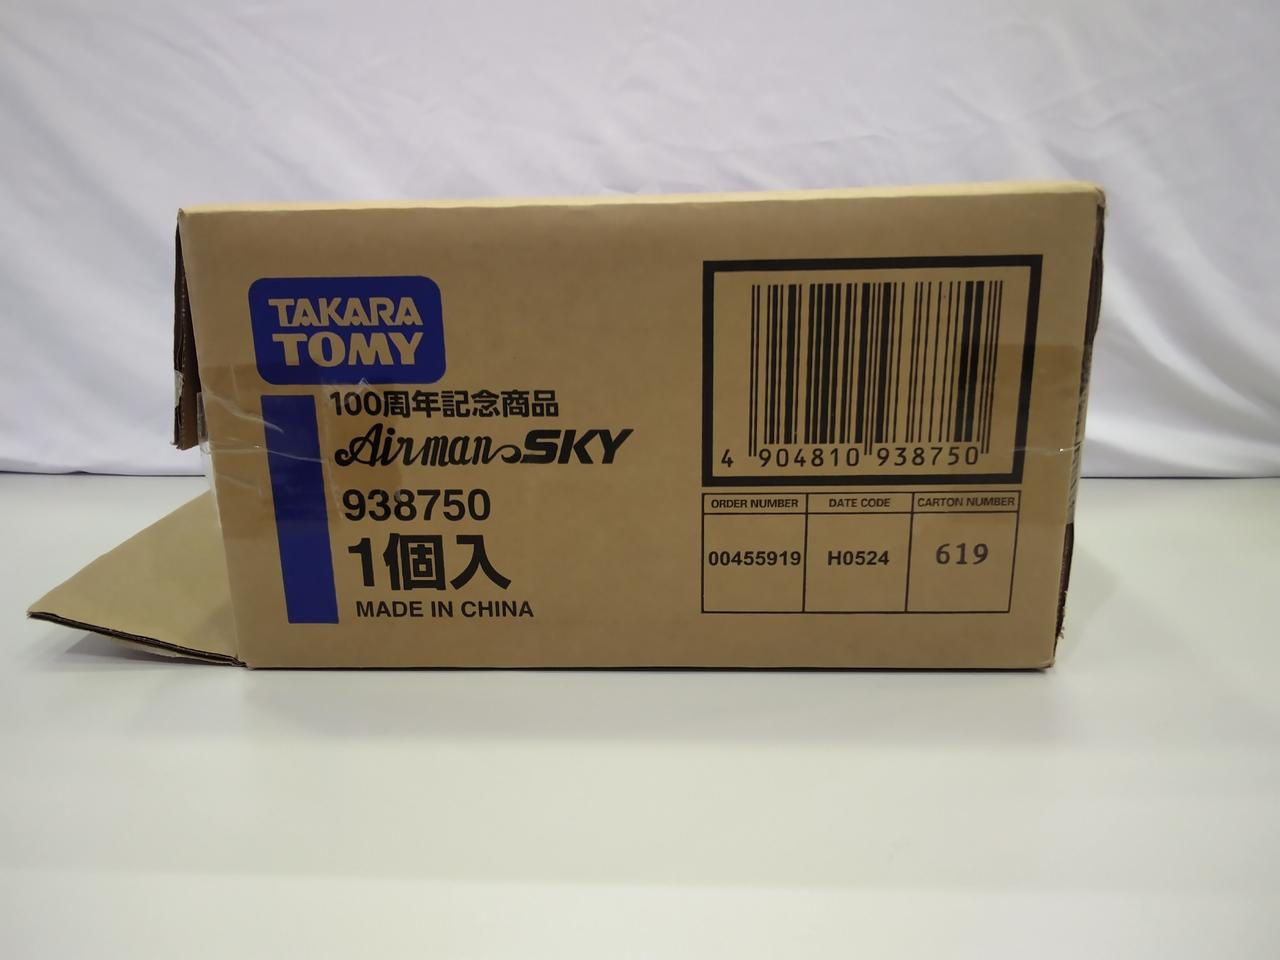 TAKARA
TOMY
100周年記念商品
Airman SKY
938750
1個入
MADE IN CHINA
4 904810 938750
ORDER NUMBER DATE CODE CARTON NUMBER
00455919 H0524 619